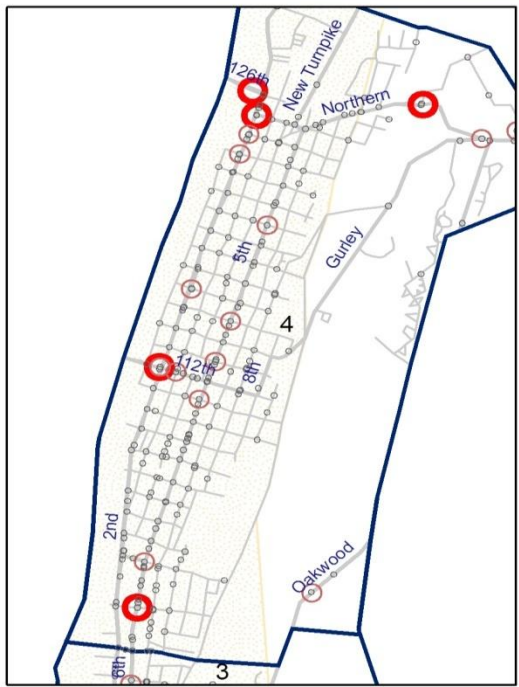 126th
New Turnpike
Northern
5th
Gurley
4
112th
8th
2nd
Oakwood
6th
3